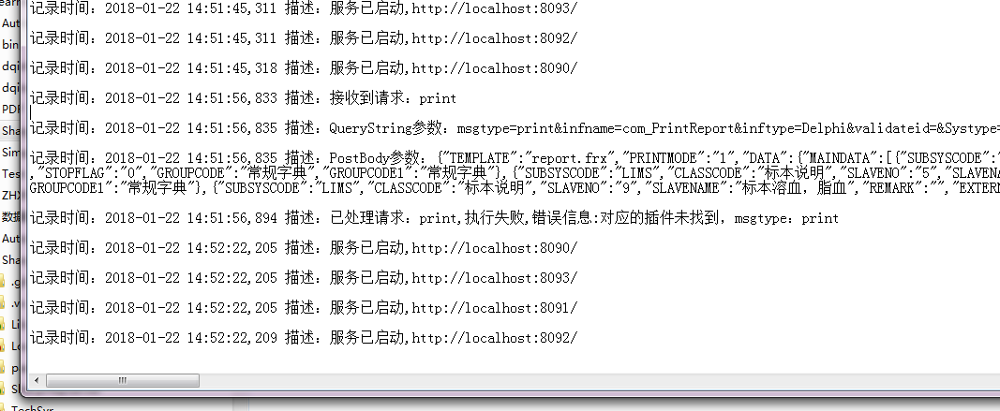 记录时间：2018-01-22 14:51:45,311 描述：服务已启动,http://localhost:8093/
记录时间：2018-01-22 14:51:45,311 描述：服务已启动,http://localhost:8092/
记录时间：2018-01-22 14:51:45,318 描述：服务已启动,http://localhost:8090/
记录时间：2018-01-22 14:51:56,833 描述：接收到请求：print
记录时间：2018-01-22 14:51:56,835 描述：QueryString参数：msgtype=print&infname=com_PrintReport&inftype=Delphi&validateid=&Systype=
记录时间：2018-01-22 14:51:56,835 描述：PostBody参数：{"TEMPLATE":"report.frx","PRINTMODE":"1","DATA":{"MAINDATA":[{"SUBSYSCODE":"
,"STOPFLAG":"0","GROUPCODE":"常规字典","GROUPCODE1":"常规字典"},{"SUBSYSCODE":"LIMS","CLASSCODE":"标本说明","SLAVENO":"5","SLAVENA
GROUPCODE1":"常规字典"},{"SUBSYSCODE":"LIMS","CLASSCODE":"标本说明","SLAVENO":"9","SLAVENAME":"标本溶血，脂血","REMARK":"","EXTERN
记录时间：2018-01-22 14:51:56,894 描述：已处理请求：print,执行失败,错误信息:对应的插件未找到，msgtype：print
记录时间：2018-01-22 14:52:22,205 描述：服务已启动,http://localhost:8090/
记录时间：2018-01-22 14:52:22,205 描述：服务已启动,http://localhost:8093/
记录时间：2018-01-22 14:52:22,205 描述：服务已启动,http://localhost:8091/
记录时间：2018-01-22 14:52:22,209 描述：服务已启动,http://localhost:8092/
Aut
bin
dqi
dqi
PDF
Sha
Sim
Tes
ZHX
数据
Aut
Sha
.g
.v
Li
Lo
p
TechSvr